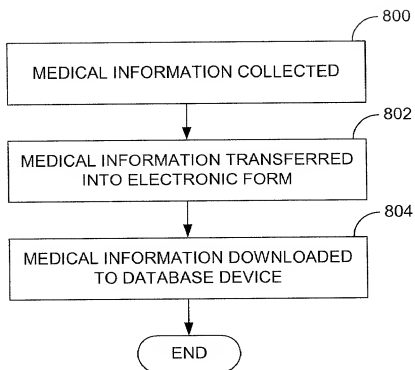 800
MEDICAL INFORMATION COLLECTED
802
MEDICAL INFORMATION TRANSFERRED
INTO ELECTRONIC FORM
804
MEDICAL INFORMATION DOWNLOADED
TO DATABASE DEVICE
END